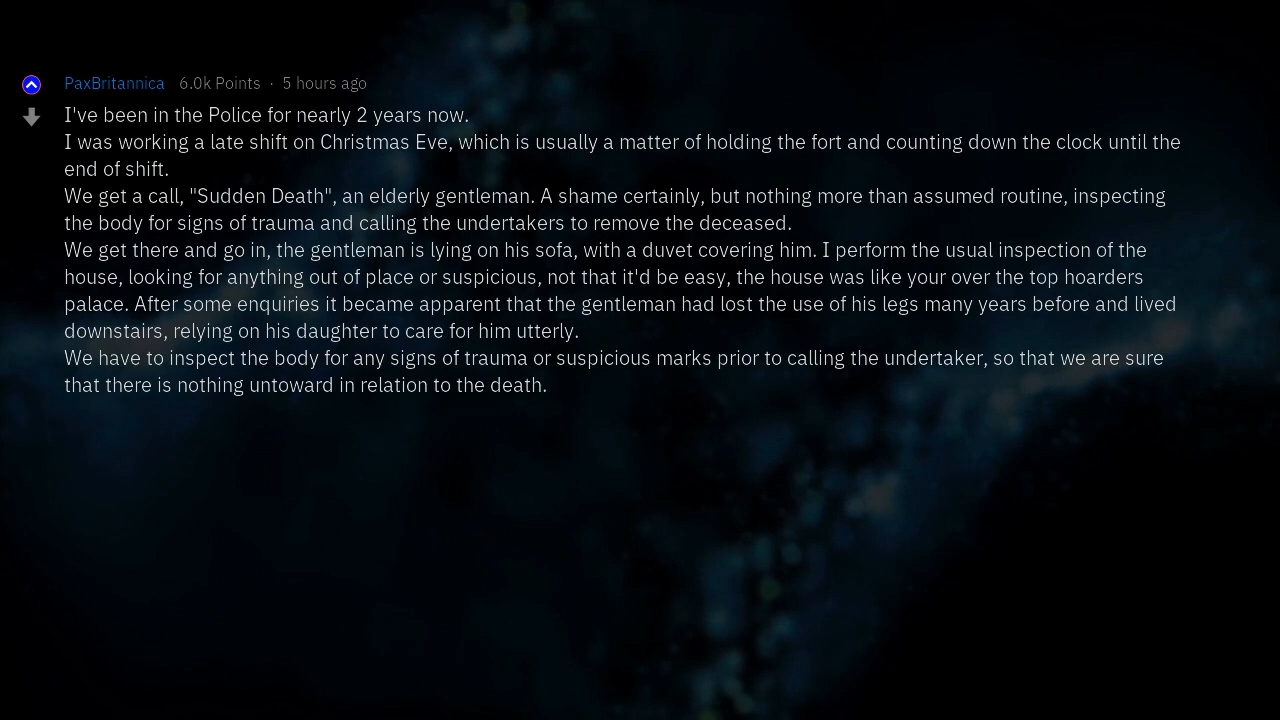 PaxBritannica 6.0k Points · 5 hours ago
I've been in the Police for nearly 2 years now.
I was working a late shift on Christmas Eve, which is usually a matter of holding the fort and counting down the clock until the
end of shift.
We get a call, "Sudden Death", an elderly gentleman. A shame certainly, but nothing more than assumed routine, inspecting
the body for signs of trauma and calling the undertakers to remove the deceased.
We get there and go in, the gentleman is lying on his sofa, with a duvet covering him. I perform the usual inspection of the
house, looking for anything out of place or suspicious, not that it'd be easy, the house was like your over the top hoarders
palace. After some enquiries it became apparent that the gentleman had lost the use of his legs many years before and lived
downstairs, relying on his daughter to care for him utterly.
We have to inspect the body for any signs of trauma or suspicious marks prior to calling the undertaker, so that we are sure
that there is nothing untoward in relation to the death.